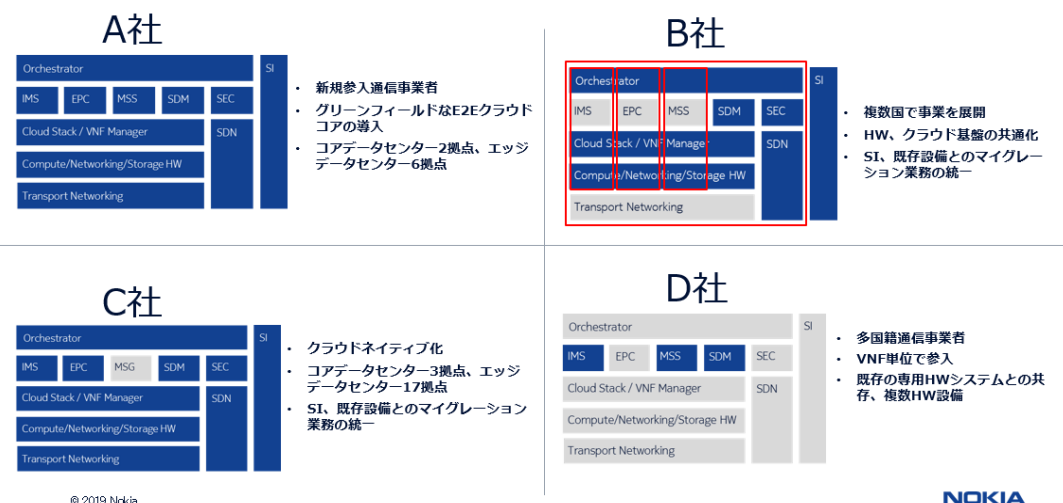 A社
Orchestrator
SI
IMS
EPC
MSS
SDM
SEC
Cloud Stack / VNF Manager
SDN
Compute/Networking/Storage HW
Transport Networking
• 新規参入通信事業者
• グリーンフィールドなE2Eクラウド
コアの導入
• コアデータセンター2拠点、エッジ
データセンター6拠点
B社
Orchestrator
SI
IMS
EPC
MSS
SDM
SEC
Cloud Stack / VNF Manager
SDN
Compute/Networking/Storage HW
Transport Networking
• 複数国で事業を展開
• HW、クラウド基盤の共通化
• SI、既存設備とのマイグレー
ション業務の統一
C社
Orchestrator
SI
IMS
EPC
MSG
SDM
SEC
Cloud Stack / VNF Manager
SDN
Compute/Networking/Storage HW
Transport Networking
• クラウドネイティブ化
• コアデータセンター3拠点、エッジ
データセンター17拠点
• SI、既存設備とのマイグレーション
業務の統一
D社
Orchestrator
SI
IMS
EPC
MSS
SDM
SEC
Cloud Stack / VNF Manager
SDN
Compute/Networking/Storage HW
Transport Networking
• 多国籍通信事業者
• VNF単位で参入
• 既存の専用HWシステムとの共
存、複数HW設備
© 2019 Nokia
NOKIA